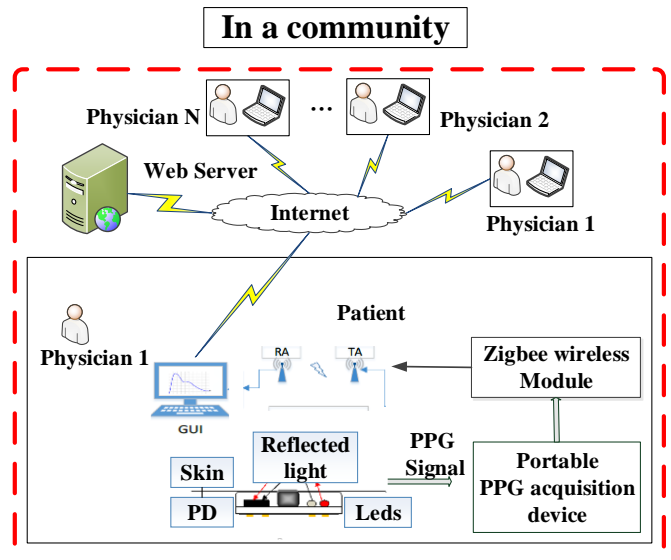 In a community
Physician N
...
Physician 2
Web Server
Internet
Physician 1
Physician 1
Patient
RA
TA
Zigbee wireless
Module
GUI
Reflected
light
Skin
PD
Leds
PPG
Signal
Portable
PPG acquisition
device